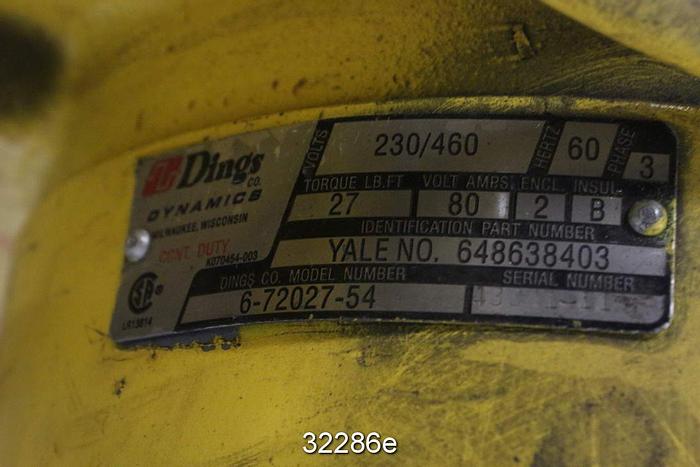 Dings CO.
DYNAMICS
MILWAUKEE, WISCONSIN
CONT. DUTY
K070454-003
SA
LR13814
VOLTS 230/460 HERTZ 60 PHASE 3
TORQUE LB.FT VOLT AMPS ENCL. INSUL
27 80 2 B
IDENTIFICATION PART NUMBER
YALE NO. 648638403
DINGS CO. MODEL NUMBER SERIAL NUMBER
6-72027-54
32286e